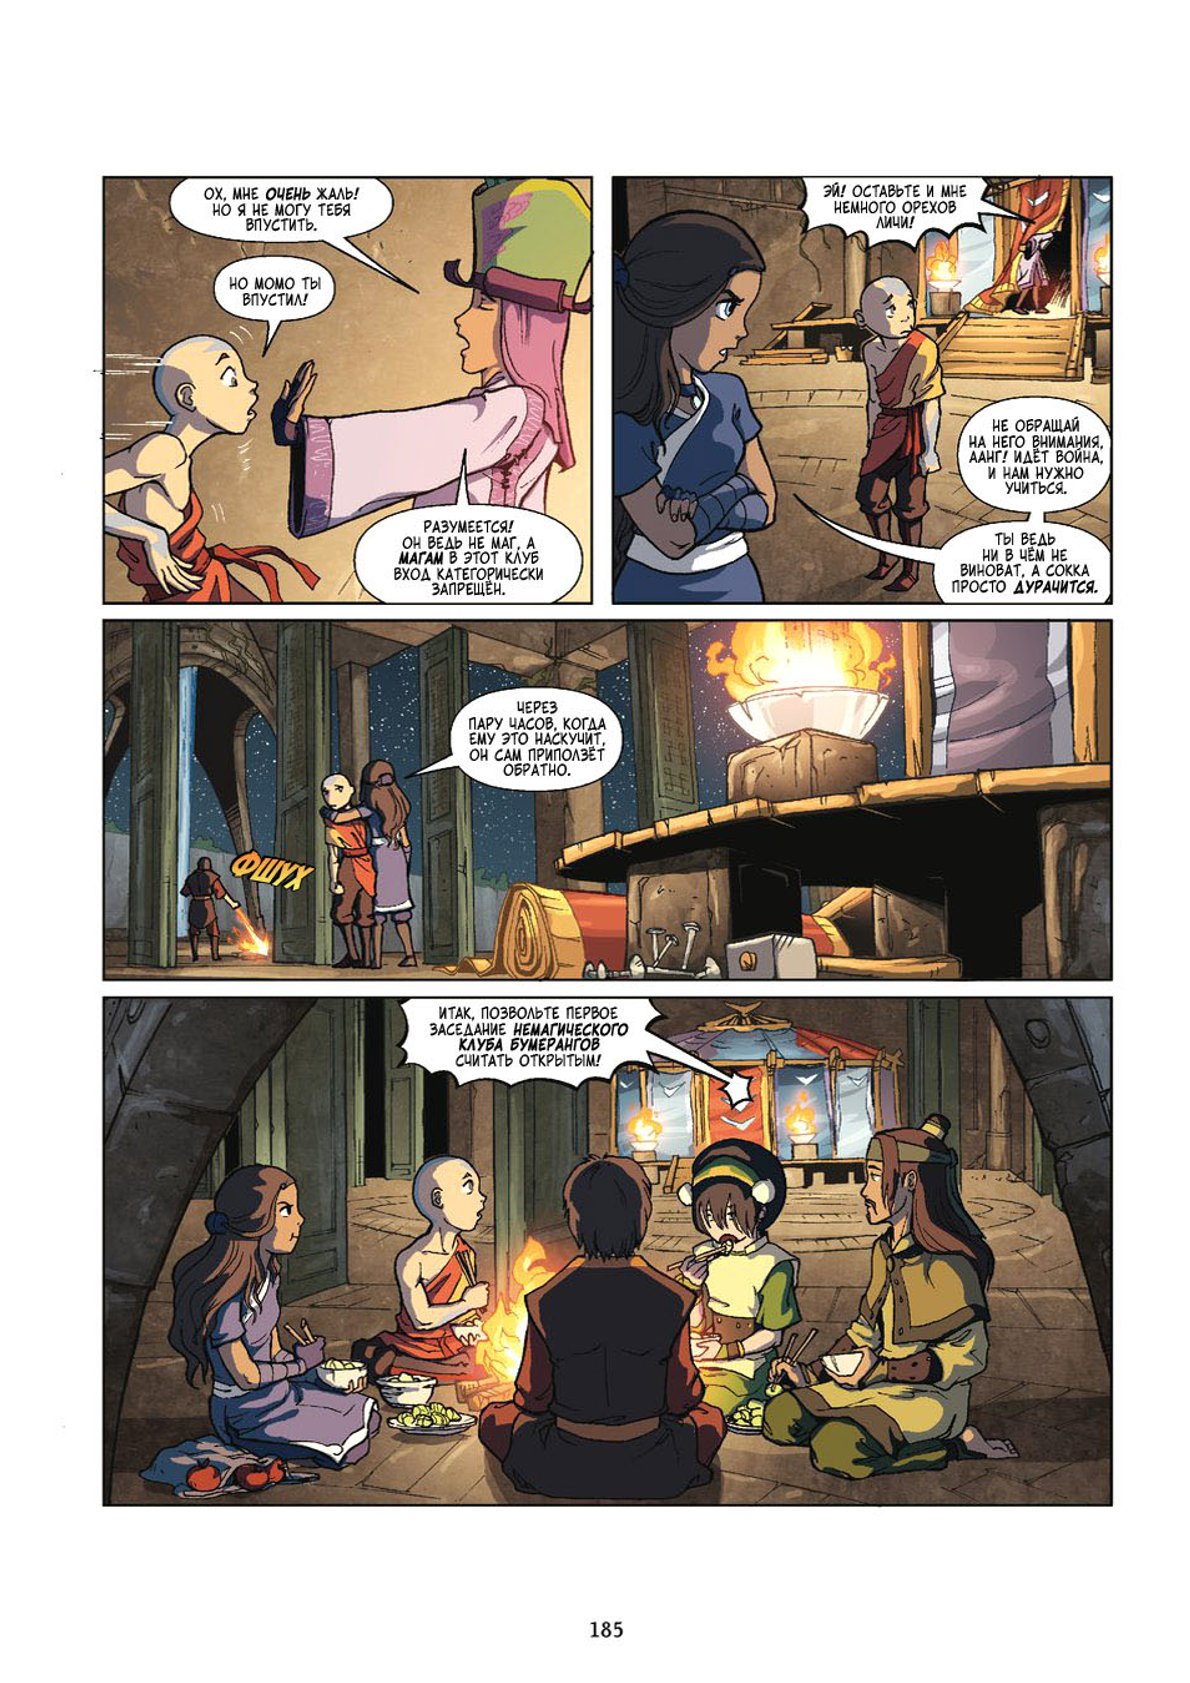 ОХ, МНЕ ОЧЕНЬ ЖАЛЬ!
НО Я НЕ МОГУ ТЕБЯ
ВПУСТИТЬ.
НО МОМО ТЫ
ВПУСТИЛ!
РАЗУМЕЕТСЯ!
ОН ВЕДЬ НЕ МАГ, А
МАГАМ В ЭТОТ КЛУБ
ВХОД КАТЕГОРИЧЕСКИ
ЗАПРЕЩЁН.
ЭЙ! ОСТАВЬТЕ И МНЕ
НЕМНОГО ОРЕХОВ
ЛИЧИ!
НЕ ОБРАЩАЙ
НА НЕГО ВНИМАНИЯ,
ААНГ! ИДЁТ ВОЙНА,
И НАМ НУЖНО
УЧИТЬСЯ.
ТЫ ВЕДЬ
НИ В ЧЁМ НЕ
ВИНОВАТ, А СОККА
ПРОСТО ДУРАЧИТСЯ.
ЧЕРЕЗ
ПАРУ ЧАСОВ, КОГДА
ЕМУ ЭТО НАСКУЧИТ,
ОН САМ ПРИПОЛЗЁТ
ОБРАТНО.
ФШУХ
ИТАК, ПОЗВОЛЬТЕ ПЕРВОЕ
ЗАСЕДАНИЕ НЕМАГИЧЕСКОГО
КЛУБА БУМЕРАНГОВ
СЧИТАТЬ ОТКРЫТЫМ!
185